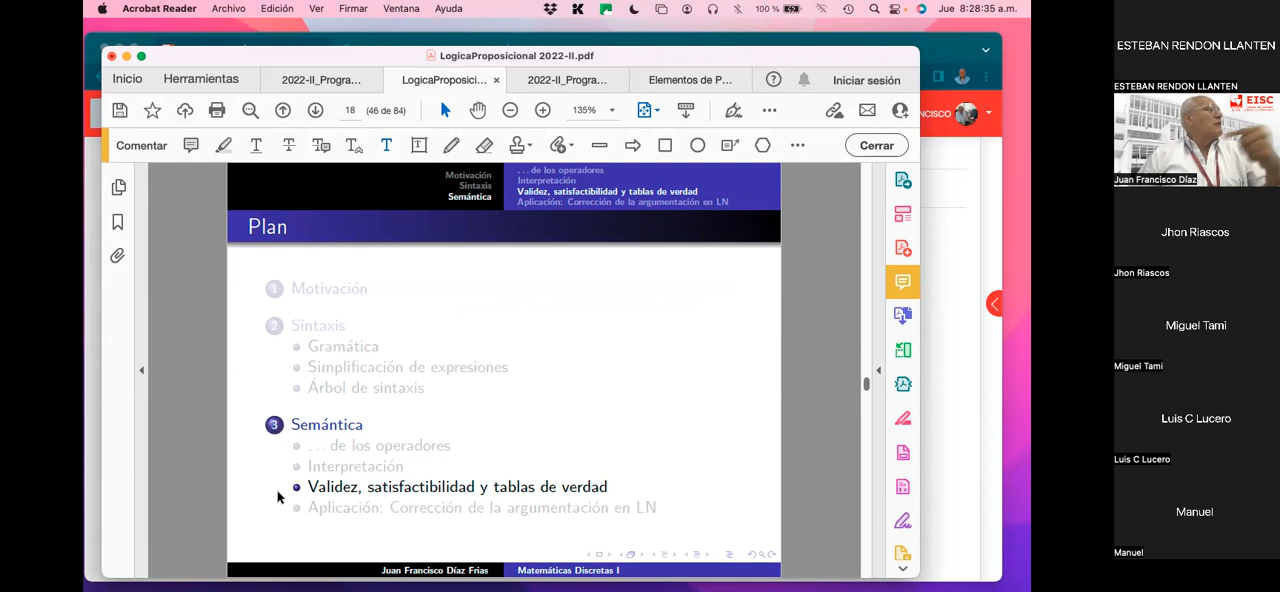 Acrobat Reader Archivo Edición Ver Firmar Ventana Ayuda 100 % Jue 8:28:35 a.m.
LogicaProposicional 2022-II.pdf
Inicio Herramientas 2022-II_Progra... LogicaProposici... × 2022-II_Progra... Elementos de P... Iniciar sesión
18 (46 de 84) 135%
Comentar Cerrar
NCISCO
Motivación
Sintaxis
Semántica
...de los operadores
Interpretación
Validez, satisfactibilidad y tablas de verdad
Aplicación: Corrección de la argumentación en LN
Plan
1 Motivación
2 Sintaxis
Gramática
Simplificación de expresiones
Árbol de sintaxis
3 Semántica
...de los operadores
Interpretación
Validez, satisfactibilidad y tablas de verdad
Aplicación: Corrección de la argumentación en LN
Juan Francisco Díaz Frias Matemáticas Discretas I
ESTEBAN RENDON LLANTEN
ESTEBAN RENDON LLANTEN
EISC
Juan Francisco Díaz
Jhon Riascos
Jhon Riascos
Miguel Tami
Miguel Tami
Luis C Lucero
Luis C Lucero
Manuel
Manuel